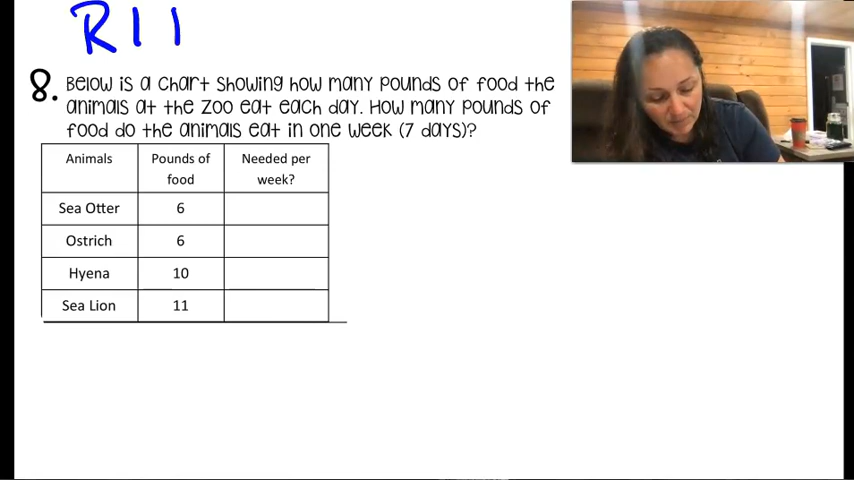 R11
8. Below is a chart showing how many pounds of food the
animals at the zoo eat each day. How many pounds of
food do the animals eat in one week (7 days)?
Animals Pounds of food Needed per week?
Sea Otter 6
Ostrich 6
Hyena 10
Sea Lion 11